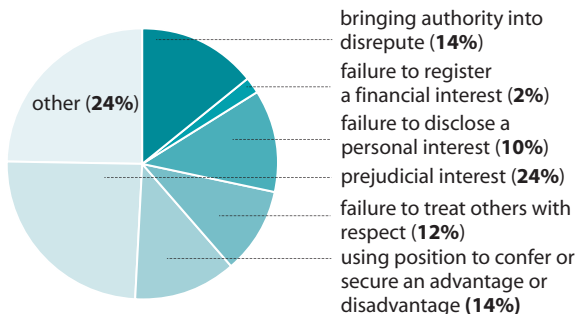 bringing authority into
disrepute (14%)
failure to register
a financial interest (2%)
other (24%)
failure to disclose a
personal interest (10%)
prejudicial interest (24%)
failure to treat others with
respect (12%)
using position to confer or
secure an advantage or
disadvantage (14%)